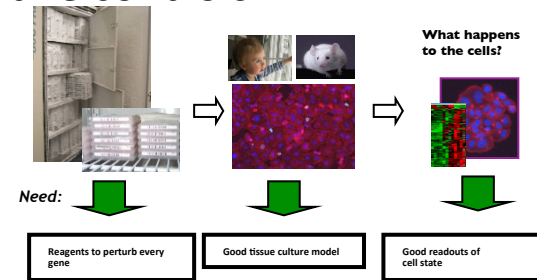 What happens
to the cells?
Need:
Reagents to perturb every
gene
Good tissue culture model
Good readouts of
cell state